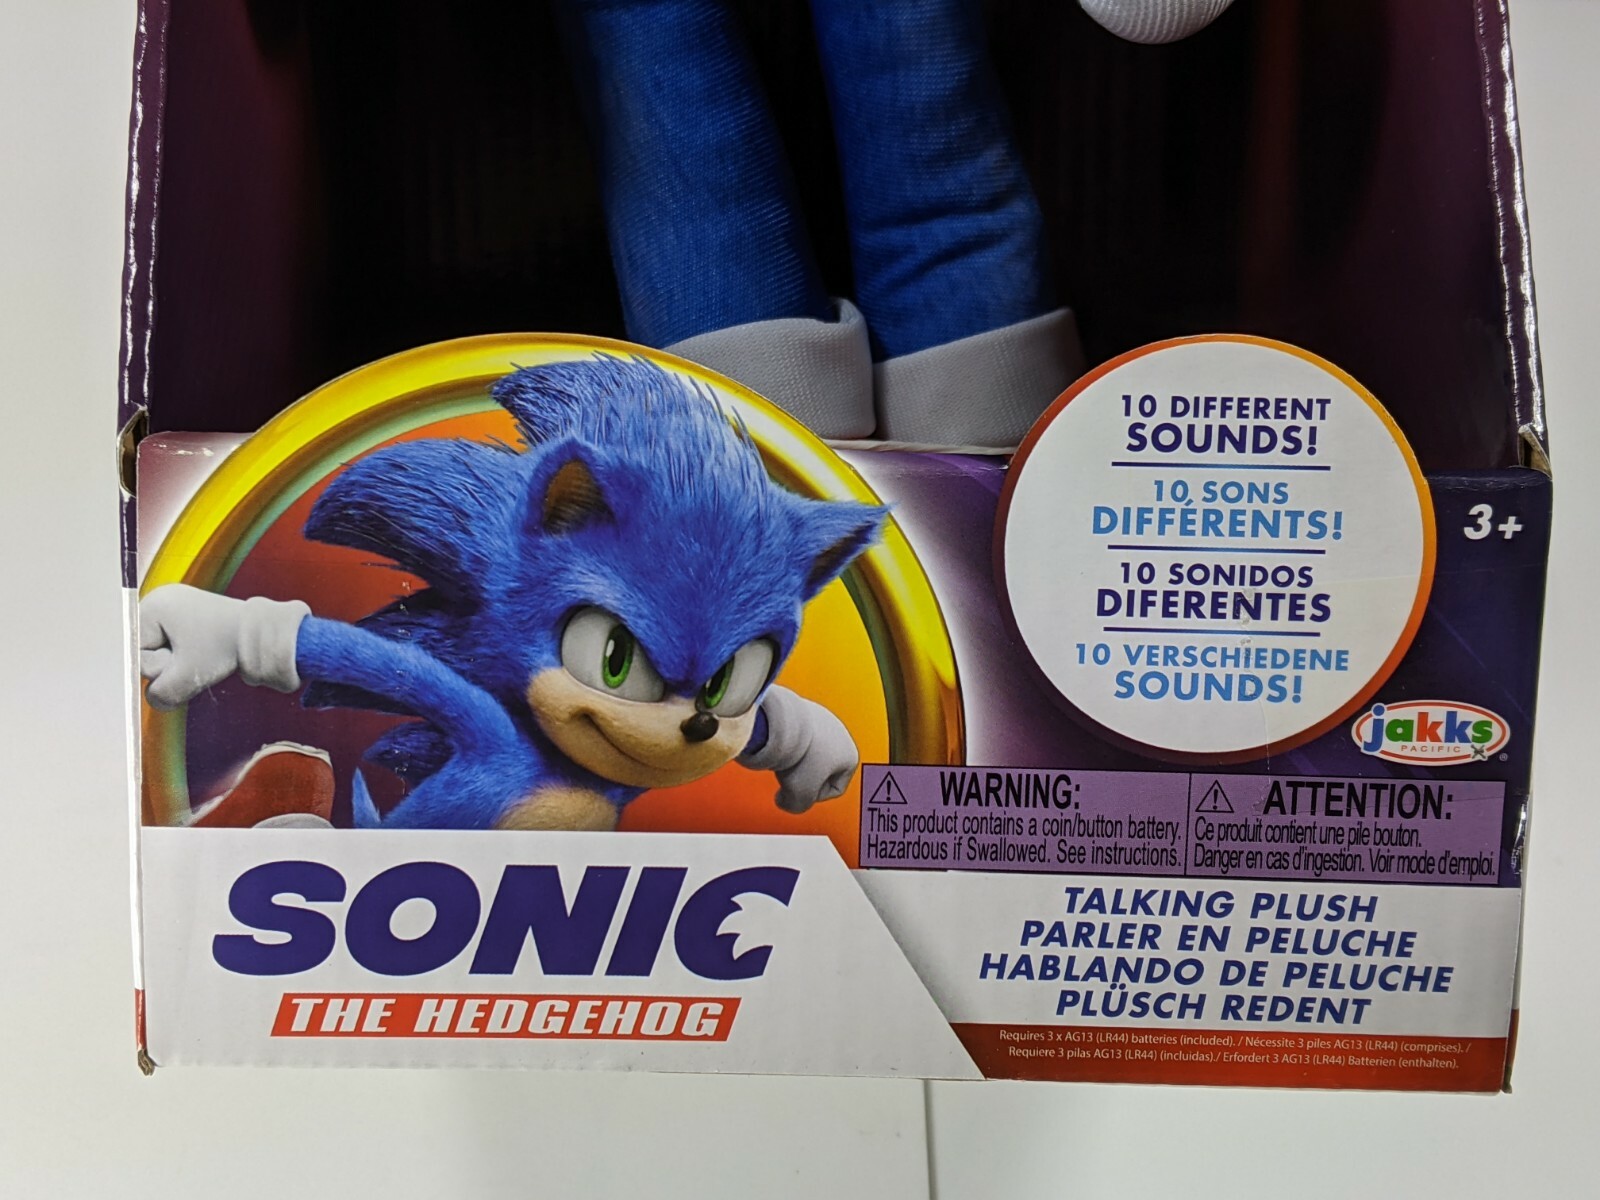 10 DIFFERENT
SOUNDS!
10 SONS
DIFFÉRENTS!
10 SONIDOS
DIFERENTES
10 VERSCHIEDENE
SOUNDS!
3+
jakks
PACIFIC
®
WARNING:
This product contains a coin/button battery.
Hazardous if Swallowed. See instructions.
ATTENTION:
Ce produit contient une pile bouton.
Danger en cas d'ingestion. Voir mode d'emploi.
SONIC
THE HEDGEHOG
TALKING PLUSH
PARLER EN PELUCHE
HABLANDO DE PELUCHE
PLÜSCH REDENT
Requires 3 x AG13 (LR44) batteries (included). / Nécessite 3 piles AG13 (LR44) (comprises). /
Requiere 3 pilas AG13 (LR44) (incluidas)./ Erfordert 3 AG13 (LR44) Batterien (enthalten).